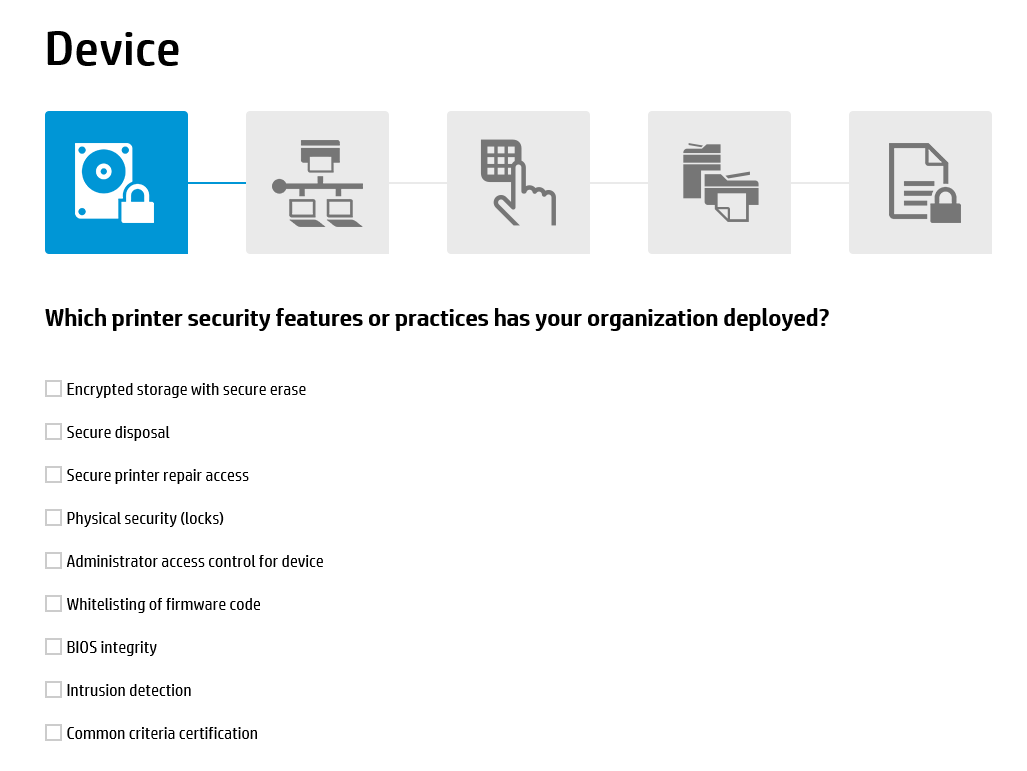 Device
Which printer security features or practices has your organization deployed?
Encrypted storage with secure erase
Secure disposal
Secure printer repair access
Physical security (locks)
Administrator access control for device
Whitelisting of firmware code
BIOS integrity
Intrusion detection
Common criteria certification